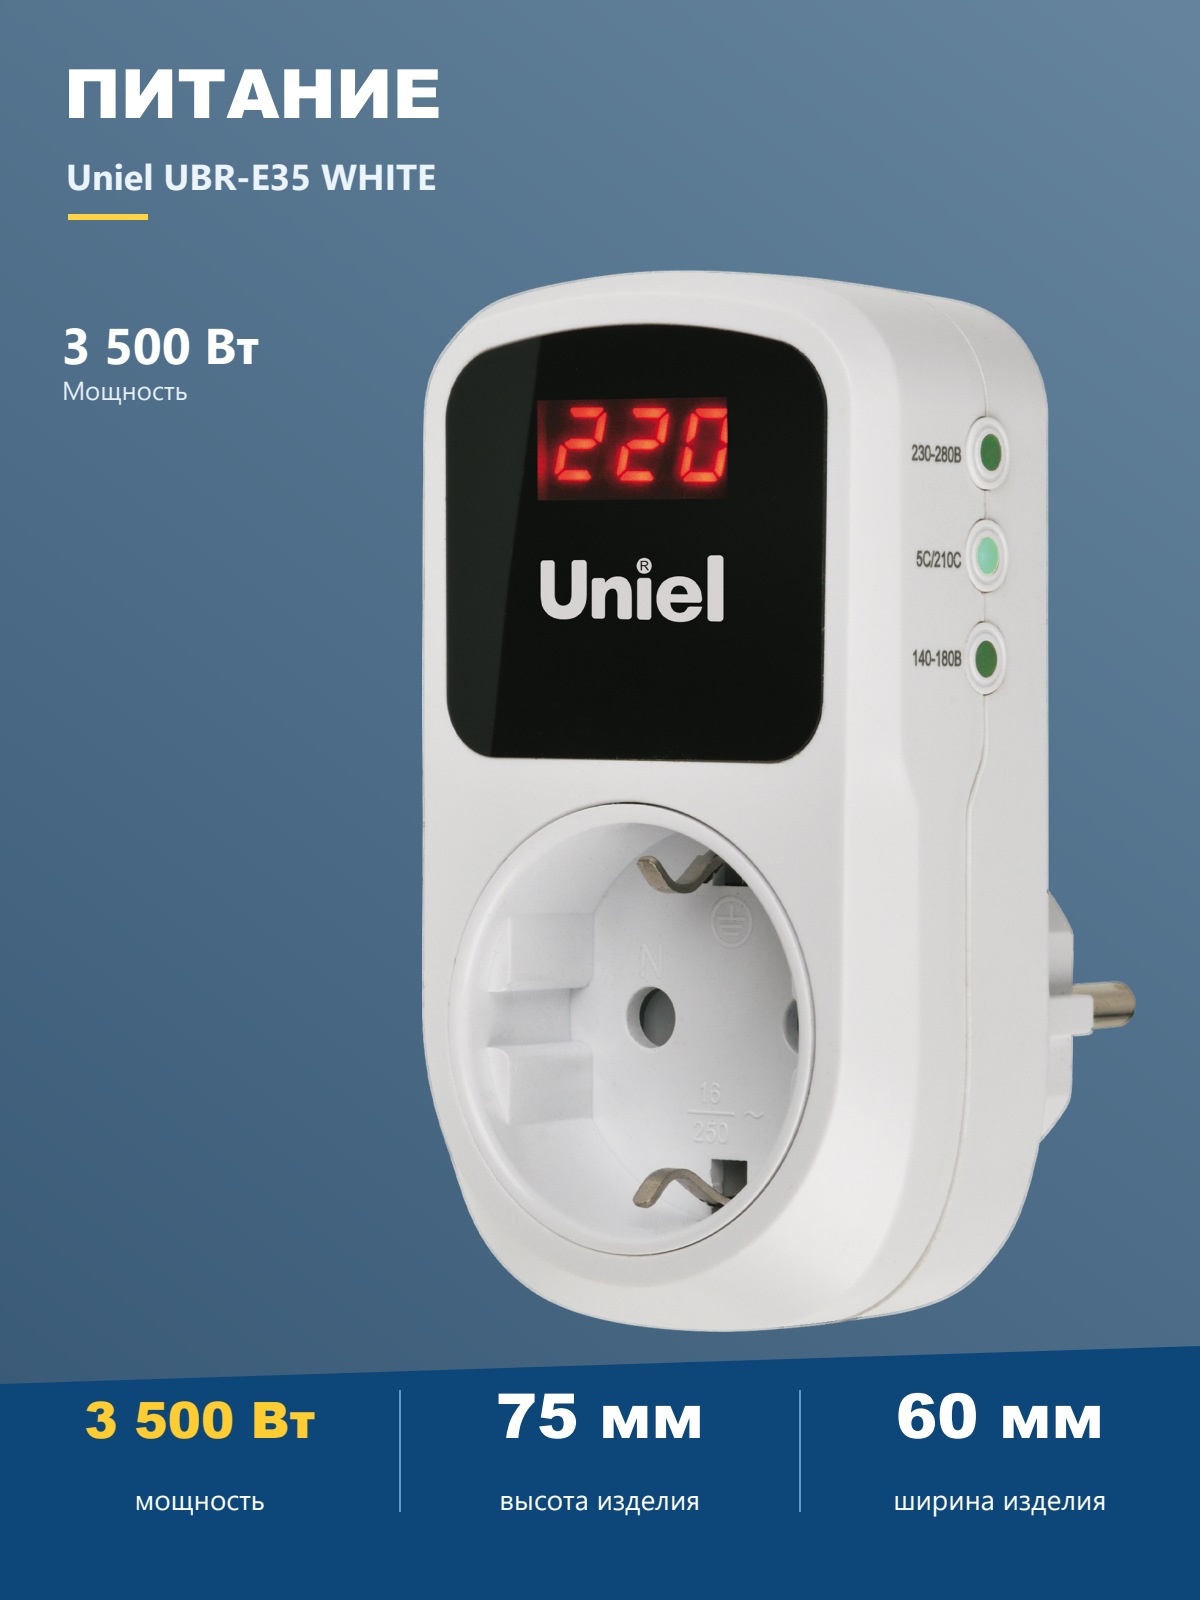 ПИТАНИЕ
Uniel UBR-E35 WHITE
3 500 Вт
Мощность
220
Uniel®
230-280В
5С/210С
140-180В
N
16
250 ~
3 500 Вт
мощность
75 мм
высота изделия
60 мм
ширина изделия